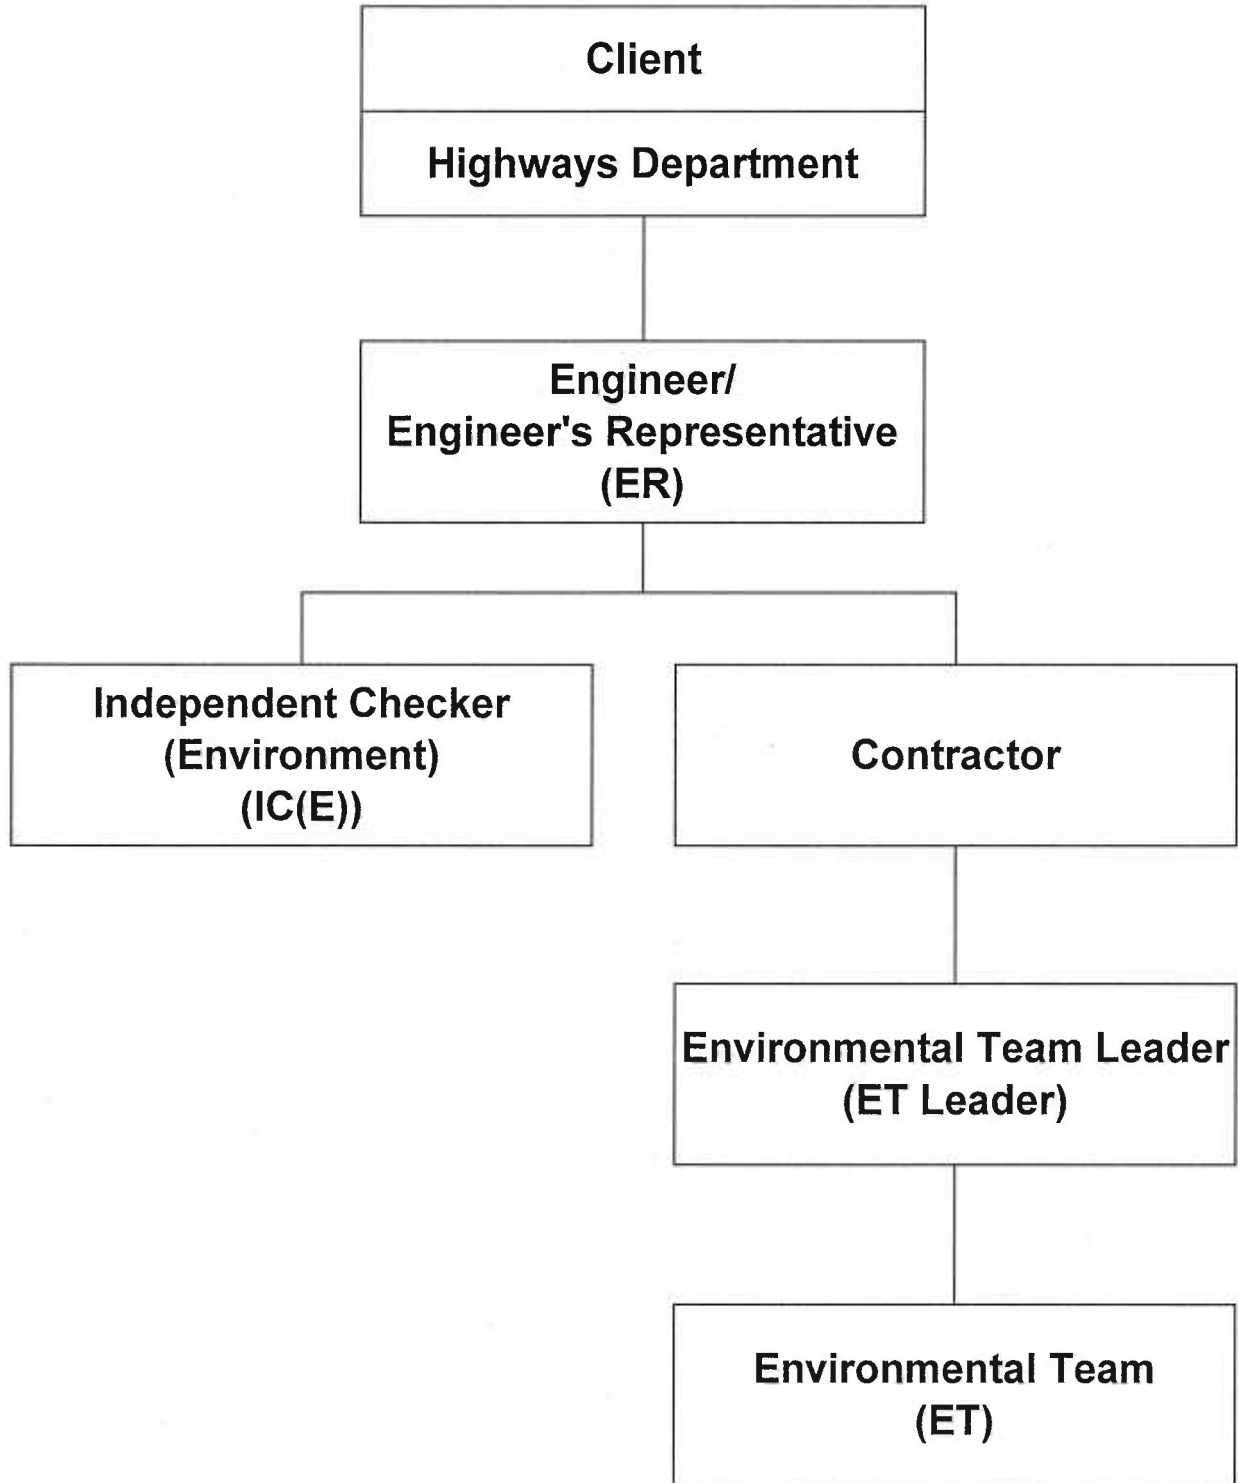 Client
Highways Department
Engineer/
Engineer's Representative
(ER)
Independent Checker
(Environment)
(IC(E))
Contractor
Environmental Team Leader
(ET Leader)
Environmental Team
(ET)